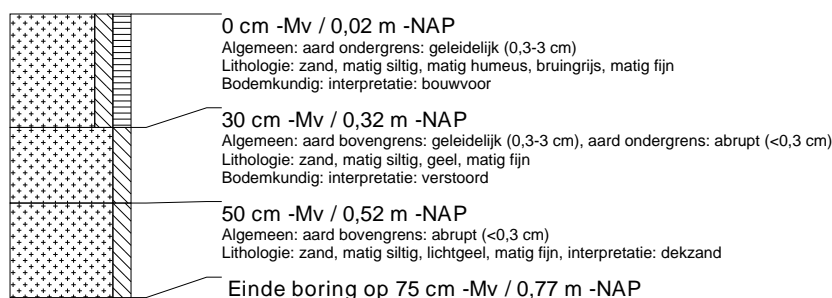 0 cm -Mv / 0,02 m -NAP
Algemeen: aard ondergrens: geleidelijk (0,3-3 cm)
Lithologie: zand, matig siltig, matig humeus, bruingrijs, matig fijn
Bodemkundig: interpretatie: bouwvoor
30 cm -Mv / 0,32 m -NAP
Algemeen: aard bovengrens: geleidelijk (0,3-3 cm), aard ondergrens: abrupt (<0,3 cm)
Lithologie: zand, matig siltig, geel, matig fijn
Bodemkundig: interpretatie: verstoord
50 cm -Mv / 0,52 m -NAP
Algemeen: aard bovengrens: abrupt (<0,3 cm)
Lithologie: zand, matig siltig, lichtgeel, matig fijn, interpretatie: dekzand
Einde boring op 75 cm -Mv / 0,77 m -NAP